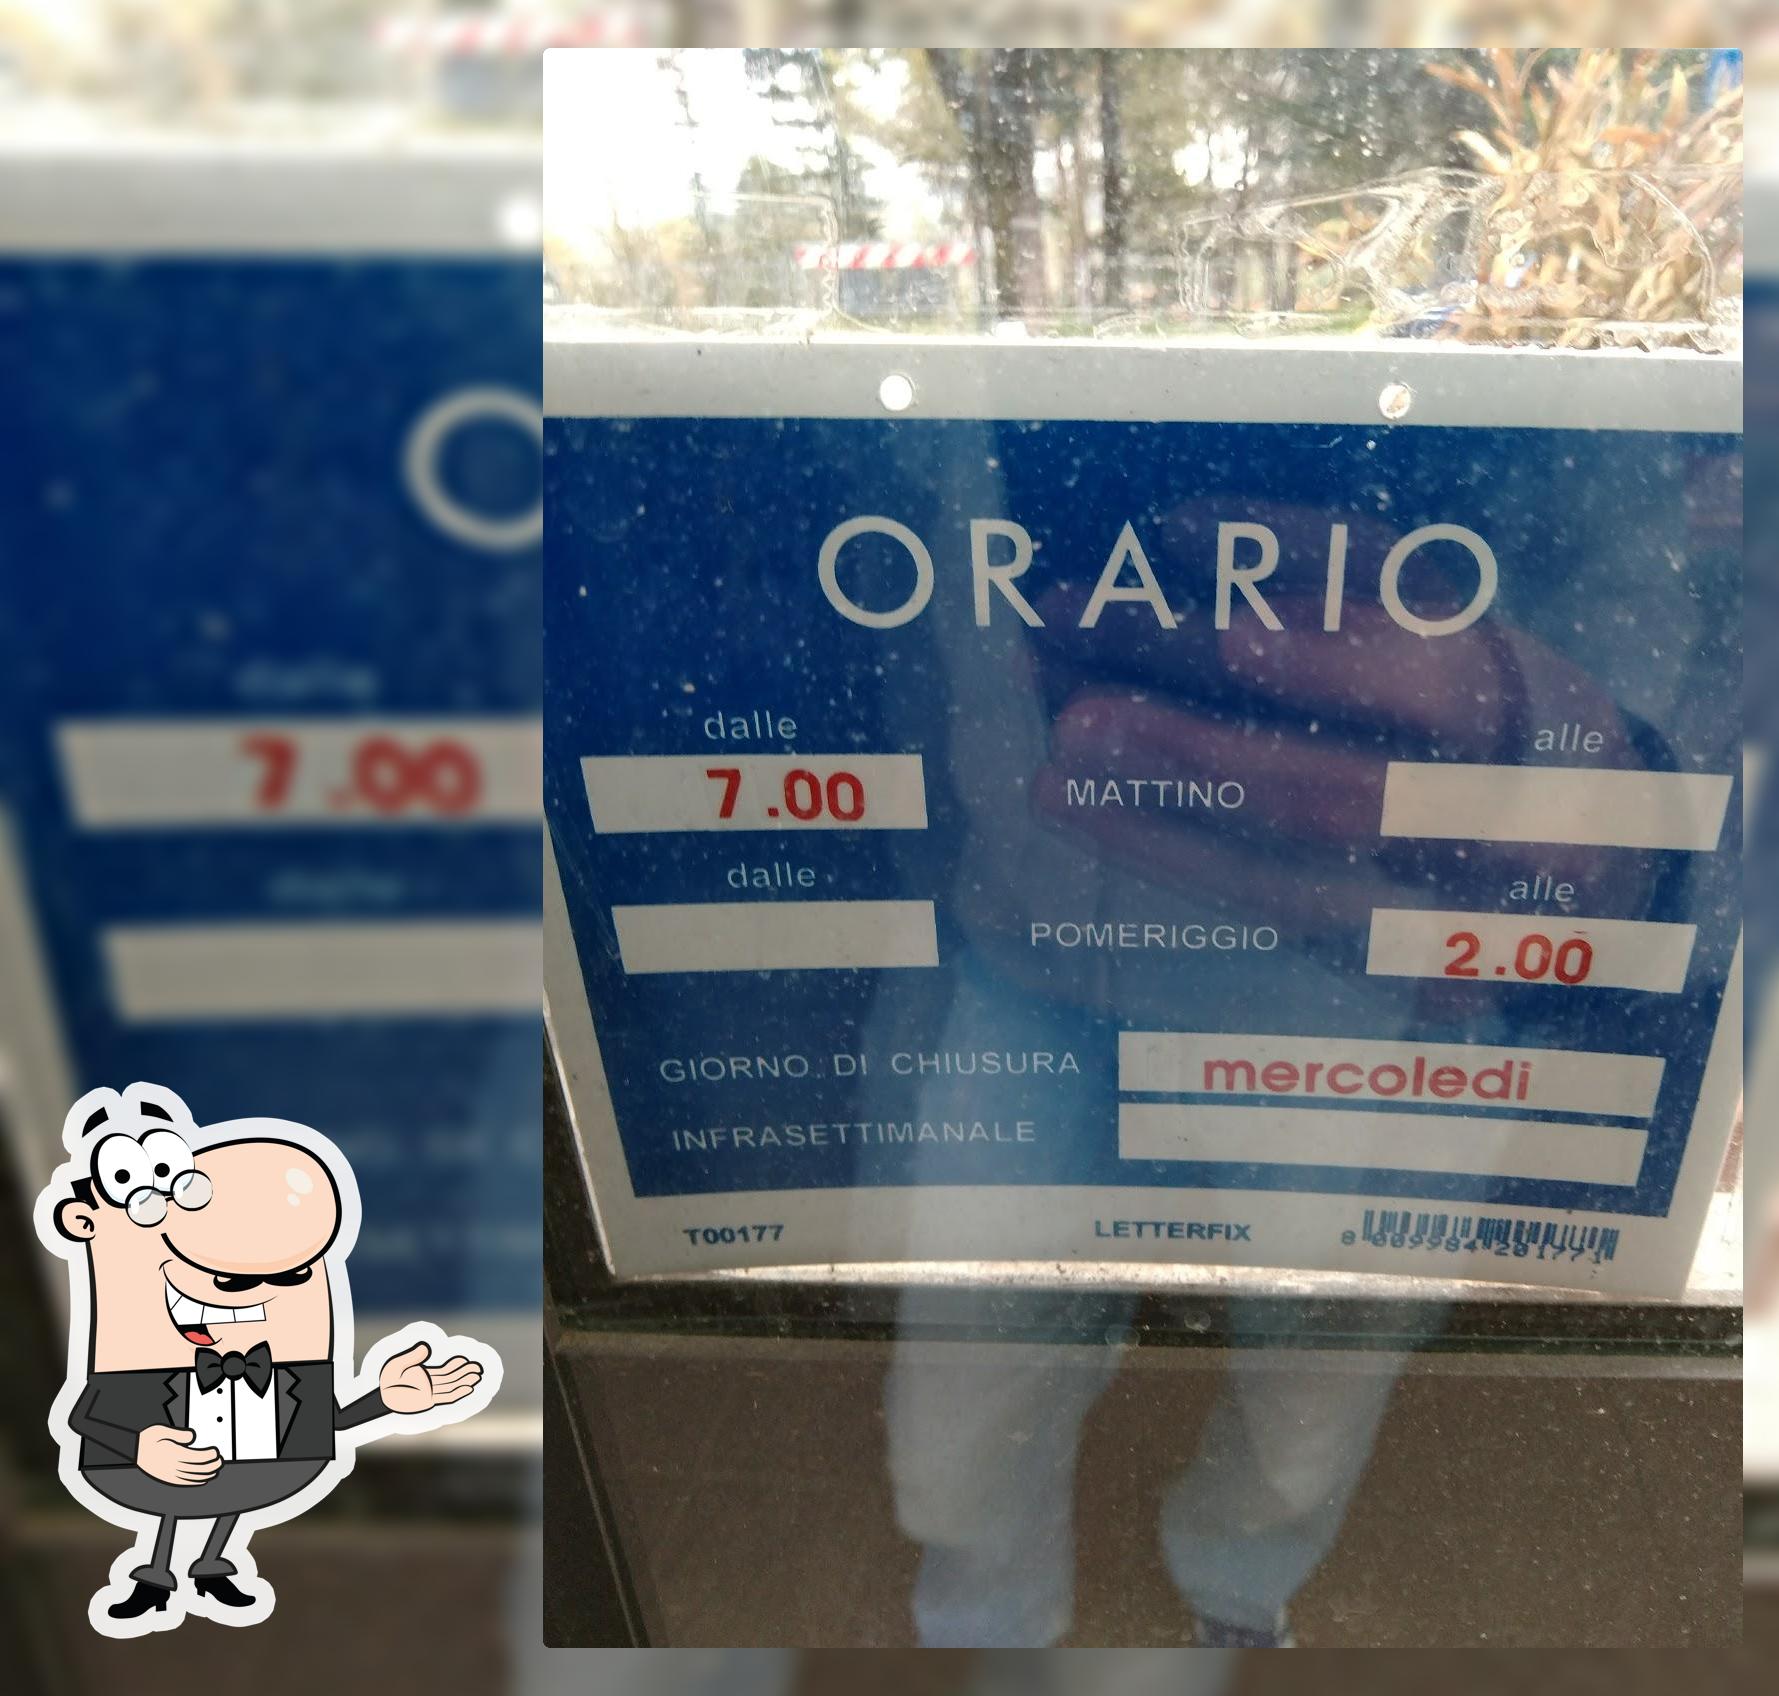 ORARIO
dalle alle
7.00 MATTINO
dalle alle
POMERIGGIO 2.00
GIORNO DI CHIUSURA mercoledi
INFRASETTIMANALE
T00177 LETTERFIX